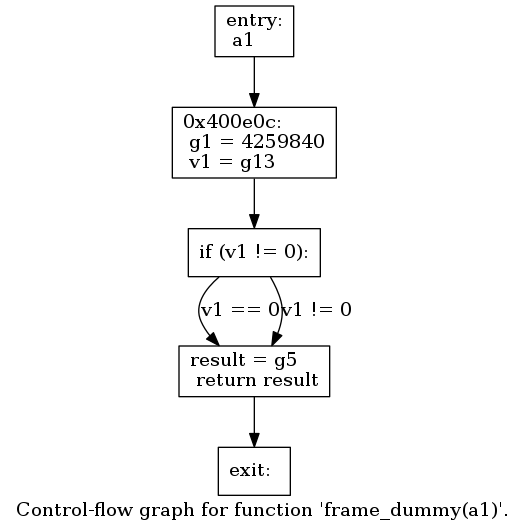 entry:
a1
0x400e0c:
g1 = 4259840
v1 = g13
if (v1 != 0):
v1 == 0
v1 != 0
result = g5
return result
exit:
Control-flow graph for function 'frame_dummy(a1)'.